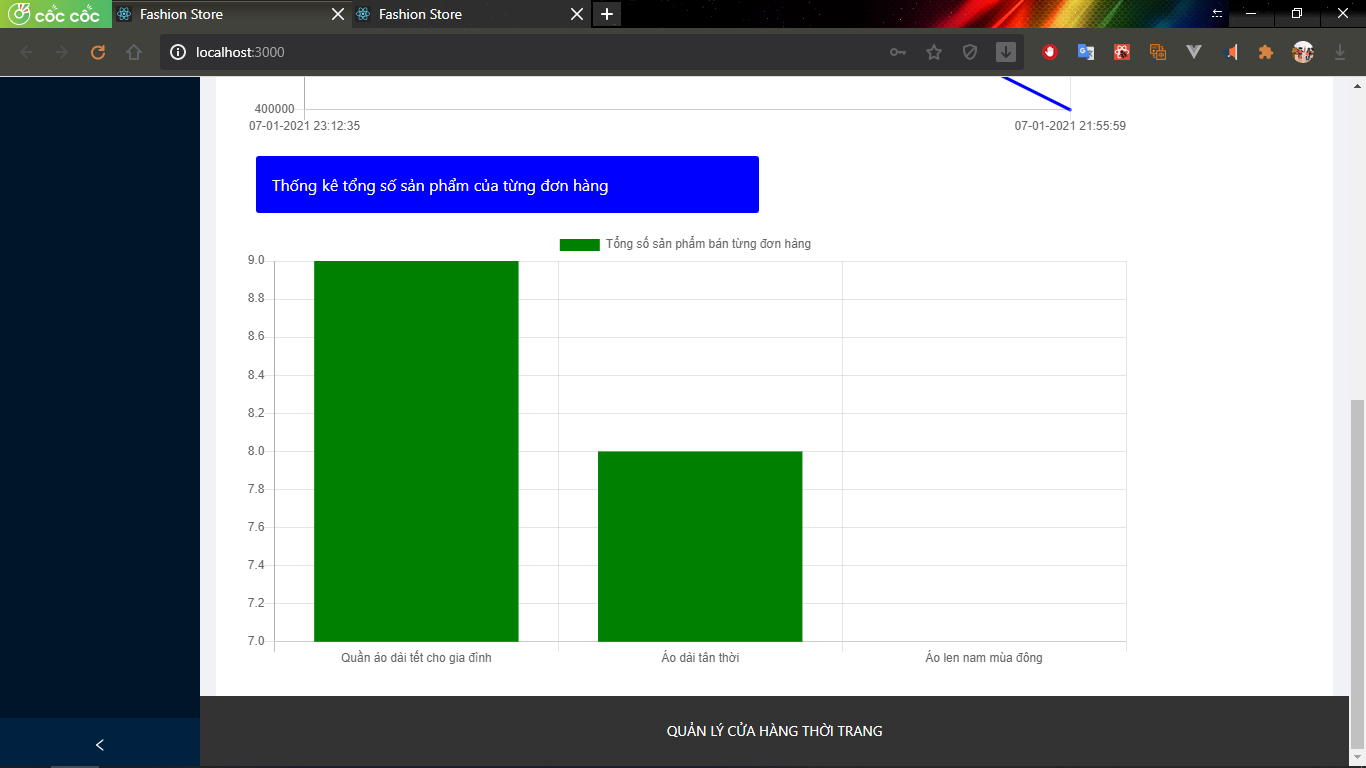 cốc cốc
Fashion Store
Fashion Store
localhost:3000
400000
07-01-2021 23:12:35
07-01-2021 21:55:59
Thống kê tổng số sản phẩm của từng đơn hàng
Tổng số sản phẩm bán từng đơn hàng
9.0
8.8
8.6
8.4
8.2
8.0
7.8
7.6
7.4
7.2
7.0
Quần áo dài tết cho gia đình
Áo dài tân thời
Áo len nam mùa đông
QUẢN LÝ CỬA HÀNG THỜI TRANG